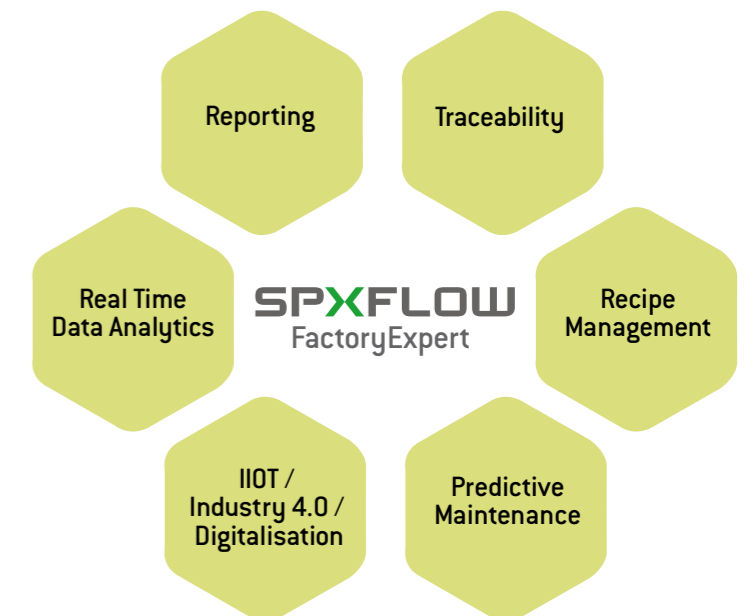 Reporting
Traceability
Real Time
Data Analytics
SPXFLOW
FactoryExpert
Recipe
Management
IIOT /
Industry 4.0 /
Digitalisation
Predictive
Maintenance